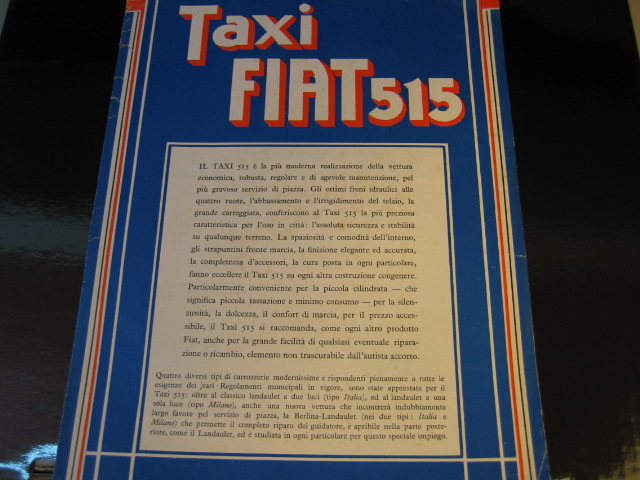 Taxi
FIAT 515
IL TAXI 515 è la più moderna realizzazione della vettura
economica, robusta, regolare e di agevole manutenzione, pel
più gravoso servizio di piazza. Gli ottimi freni idraulici alle
quattro ruote, l'abbassamento e l'irrigidimento del telaio, la
grande carreggiata, conferiscono al Taxi 515 la più preziosa
caratteristica per l'uso in città: l'assoluta sicurezza e stabilità
su qualunque terreno. La spaziosità e comodità dell'interno,
gli strapuntini fronte marcia, la finizione elegante ed accurata,
la completezza d'accessori, la cura posta in ogni particolare,
fanno eccellere il Taxi 515 su ogni altra costruzione congenere.
Particolarmente conveniente per la piccola cilindrata — che
significa piccola tassazione e minimo consumo — per la silen-
ziosità, la dolcezza, il confort di marcia, per il prezzo acces-
sibile, il Taxi 515 si raccomanda, come ogni altro prodotto
Fiat, anche per la grande facilità di qualsiasi eventuale ripara-
zione o ricambio, elemento non trascurabile dall'autista accorto.
Quattro diversi tipi di carrozzerie modernissime e rispondenti pienamente a tutte le
esigenze dei vari Regolamenti municipali in vigore, sono state apprestate per il
Taxi 515: oltre al classico landaulet a due luci (tipo Italia), ed al landaulet a una
sola luce (tipo Milano), anche una nuova vettura che incontrerà indubbiamente
largo favore pel servizio di piazza, la Berlina-Landaulet (nei due tipi: Italia e
Milano) che permette il completo riparo del guidatore, è apribile nella parte poste-
riore, come il Landaulet, ed è studiata in ogni particolare per questo speciale impiego.